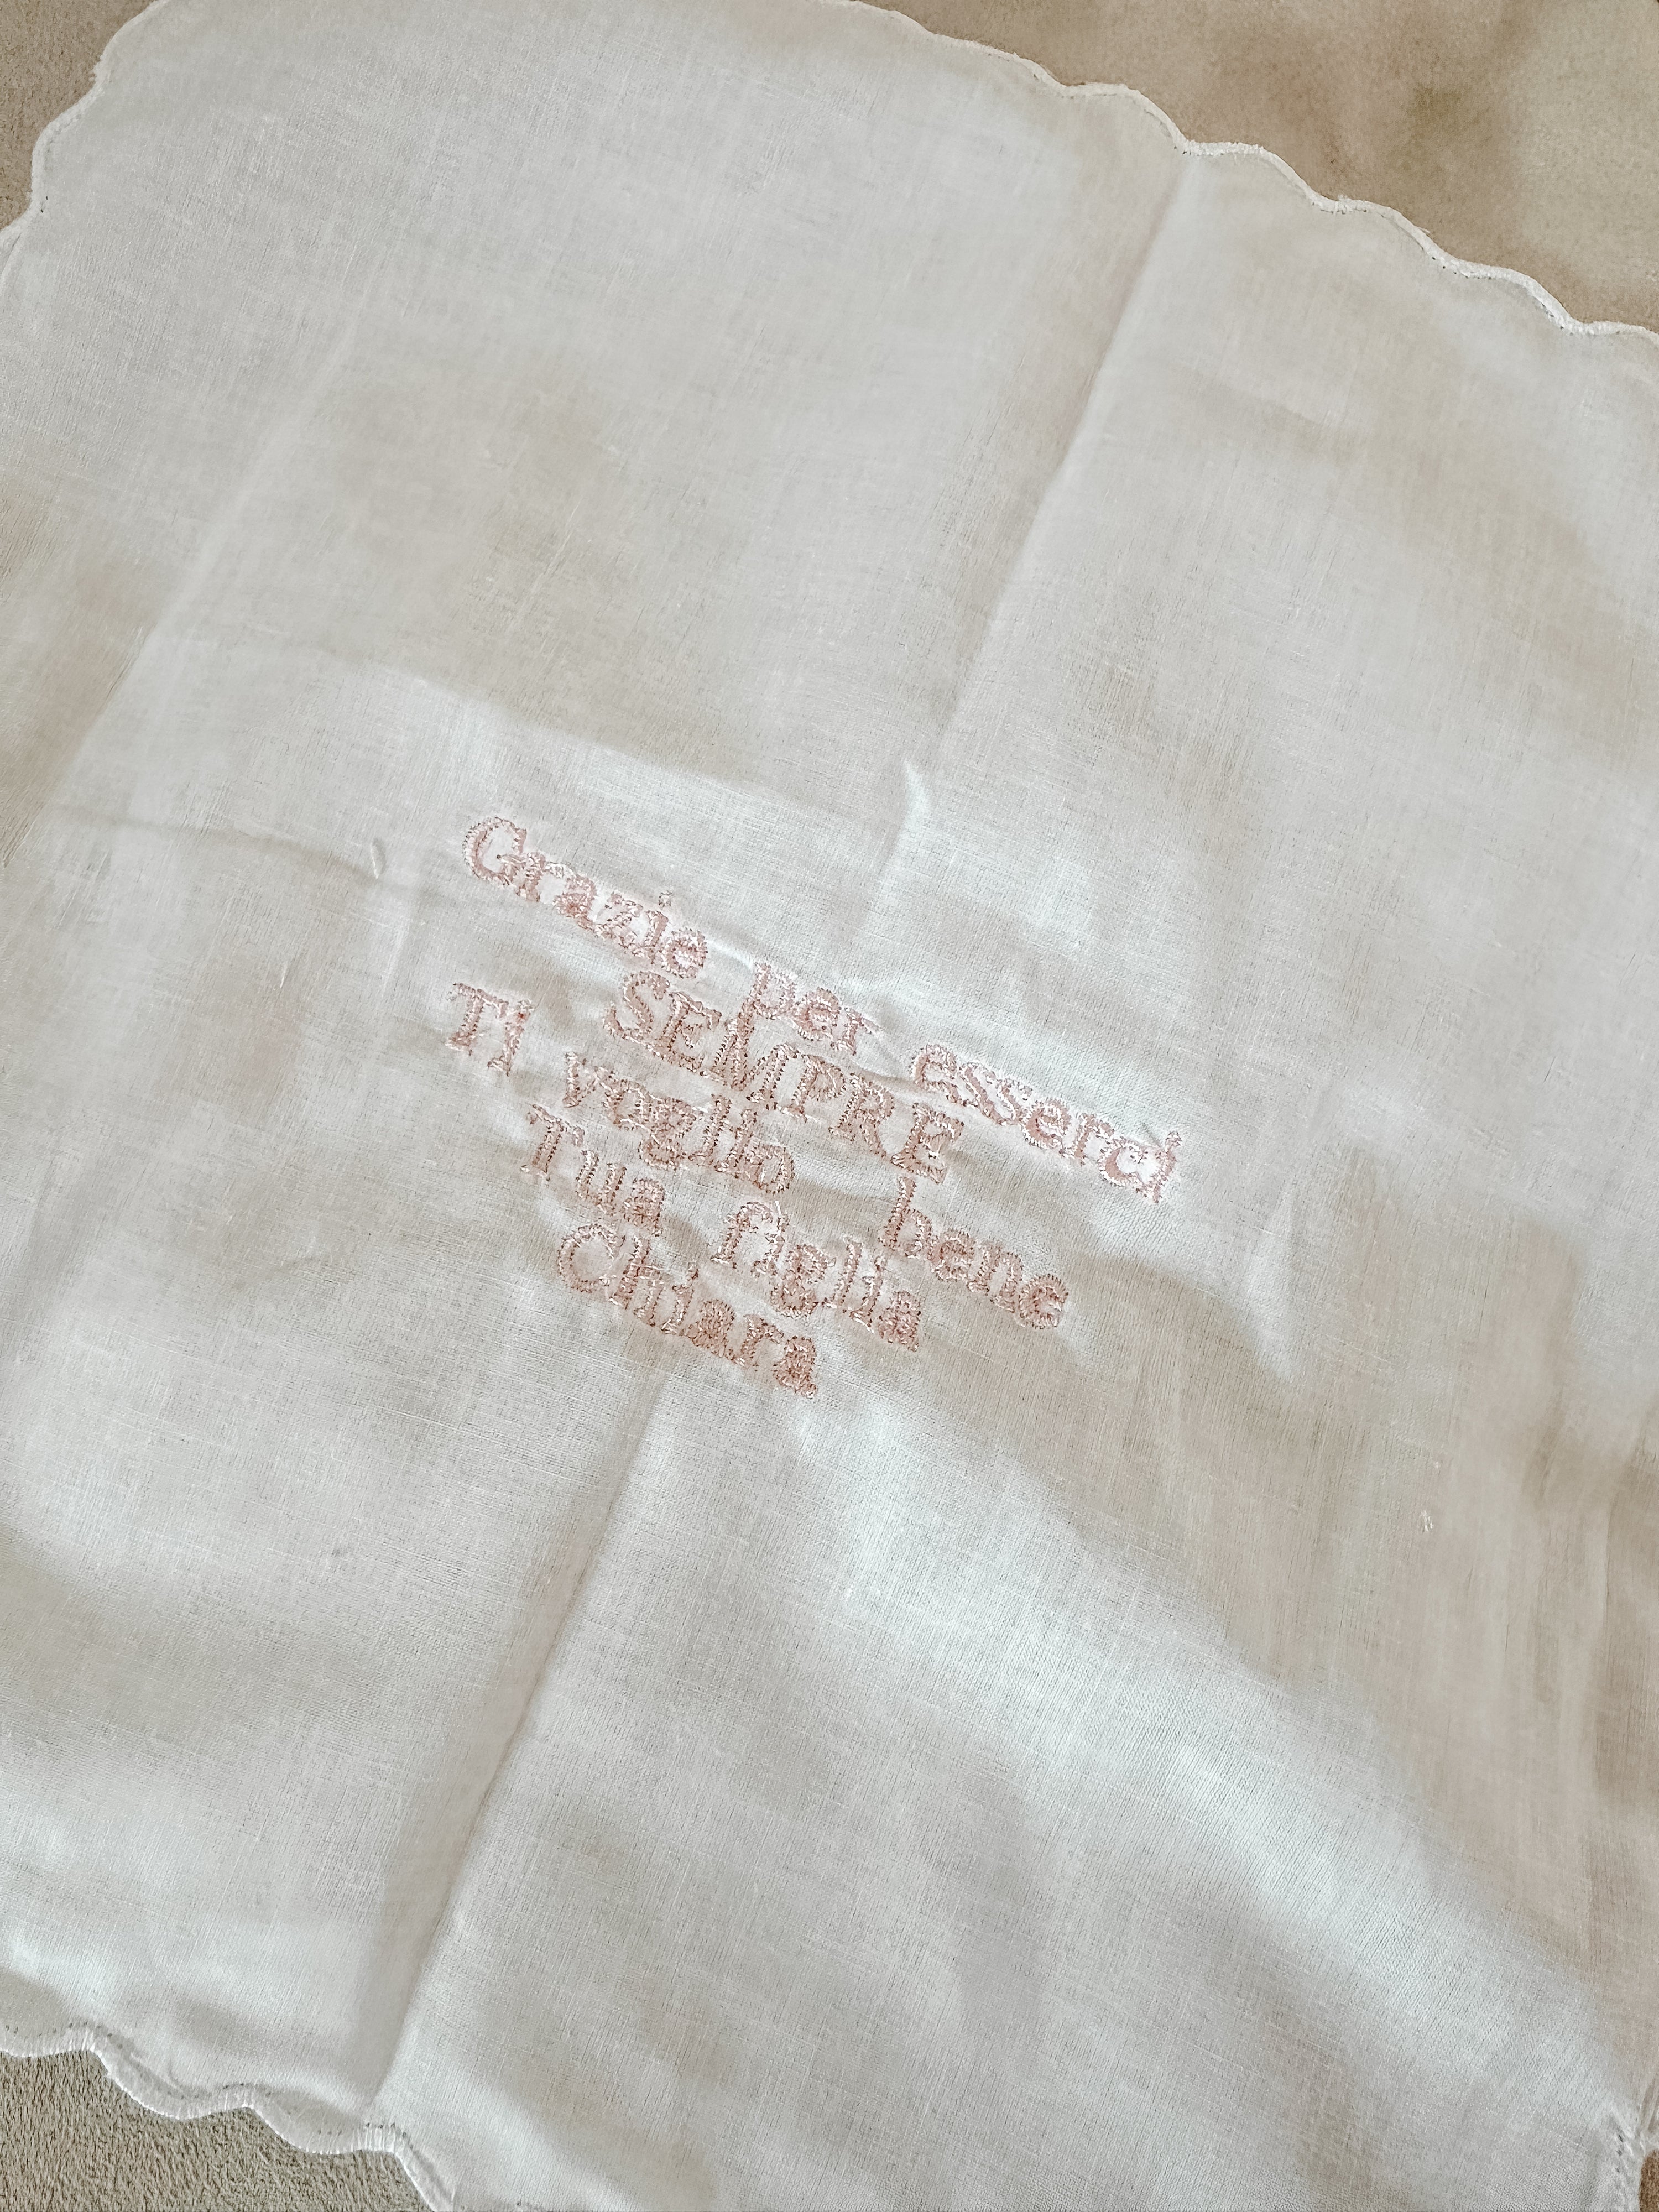 Grazie per esserci
SEMPRE
Ti voglio bene
Tua figlia
Chiara